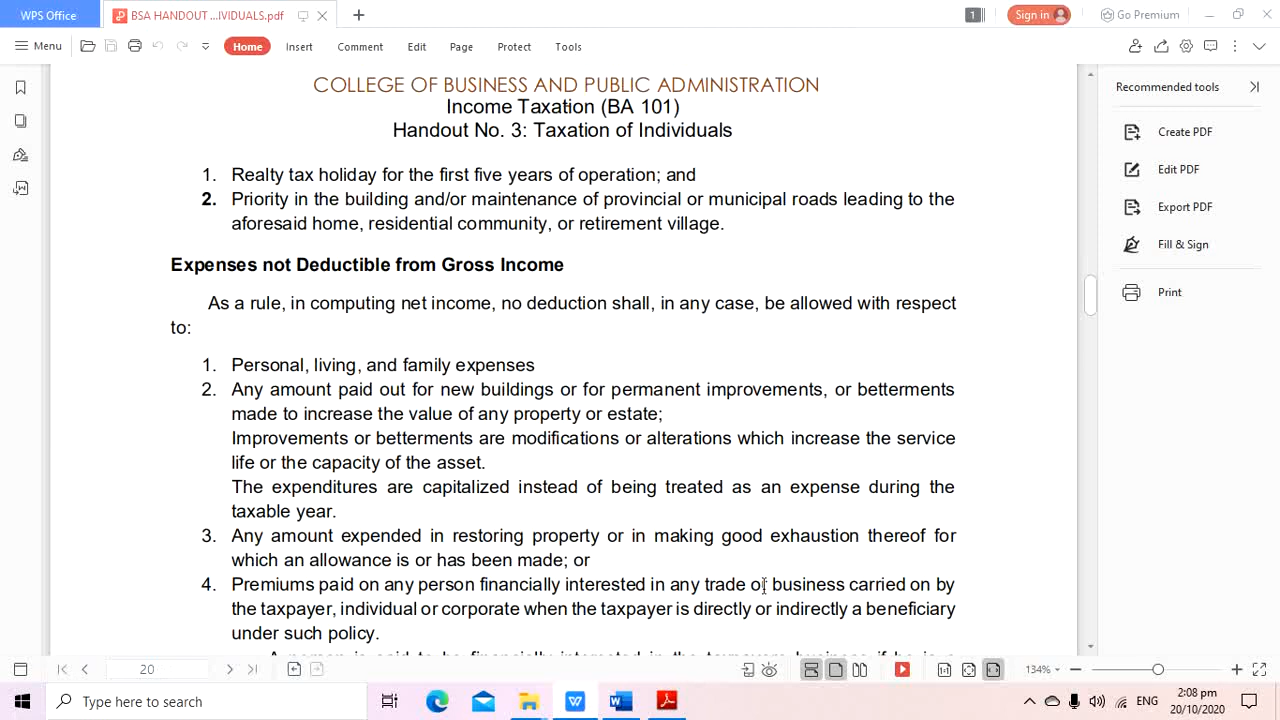 WPS Office
BSA HANDOUT ...IVIDUALS.pdf
1
Sign in
Go Premium
Menu
Home
Insert
Comment
Edit
Page
Protect
Tools
COLLEGE OF BUSINESS AND PUBLIC ADMINISTRATION
Income Taxation (BA 101)
Handout No. 3: Taxation of Individuals
1. Realty tax holiday for the first five years of operation; and
2. Priority in the building and/or maintenance of provincial or municipal roads leading to the
aforesaid home, residential community, or retirement village.
Expenses not Deductible from Gross Income
As a rule, in computing net income, no deduction shall, in any case, be allowed with respect
to:
1. Personal, living, and family expenses
2. Any amount paid out for new buildings or for permanent improvements, or betterments
made to increase the value of any property or estate;
Improvements or betterments are modifications or alterations which increase the service
life or the capacity of the asset.
The expenditures are capitalized instead of being treated as an expense during the
taxable year.
3. Any amount expended in restoring property or in making good exhaustion thereof for
which an allowance is or has been made; or
4. Premiums paid on any person financially interested in any trade or business carried on by
the taxpayer, individual or corporate when the taxpayer is directly or indirectly a beneficiary
under such policy.
Recommended tools
Create PDF
Edit PDF
Export PDF
Fill & Sign
Print
20
134%
Type here to search
ENG
2:08 pm
20/10/2020